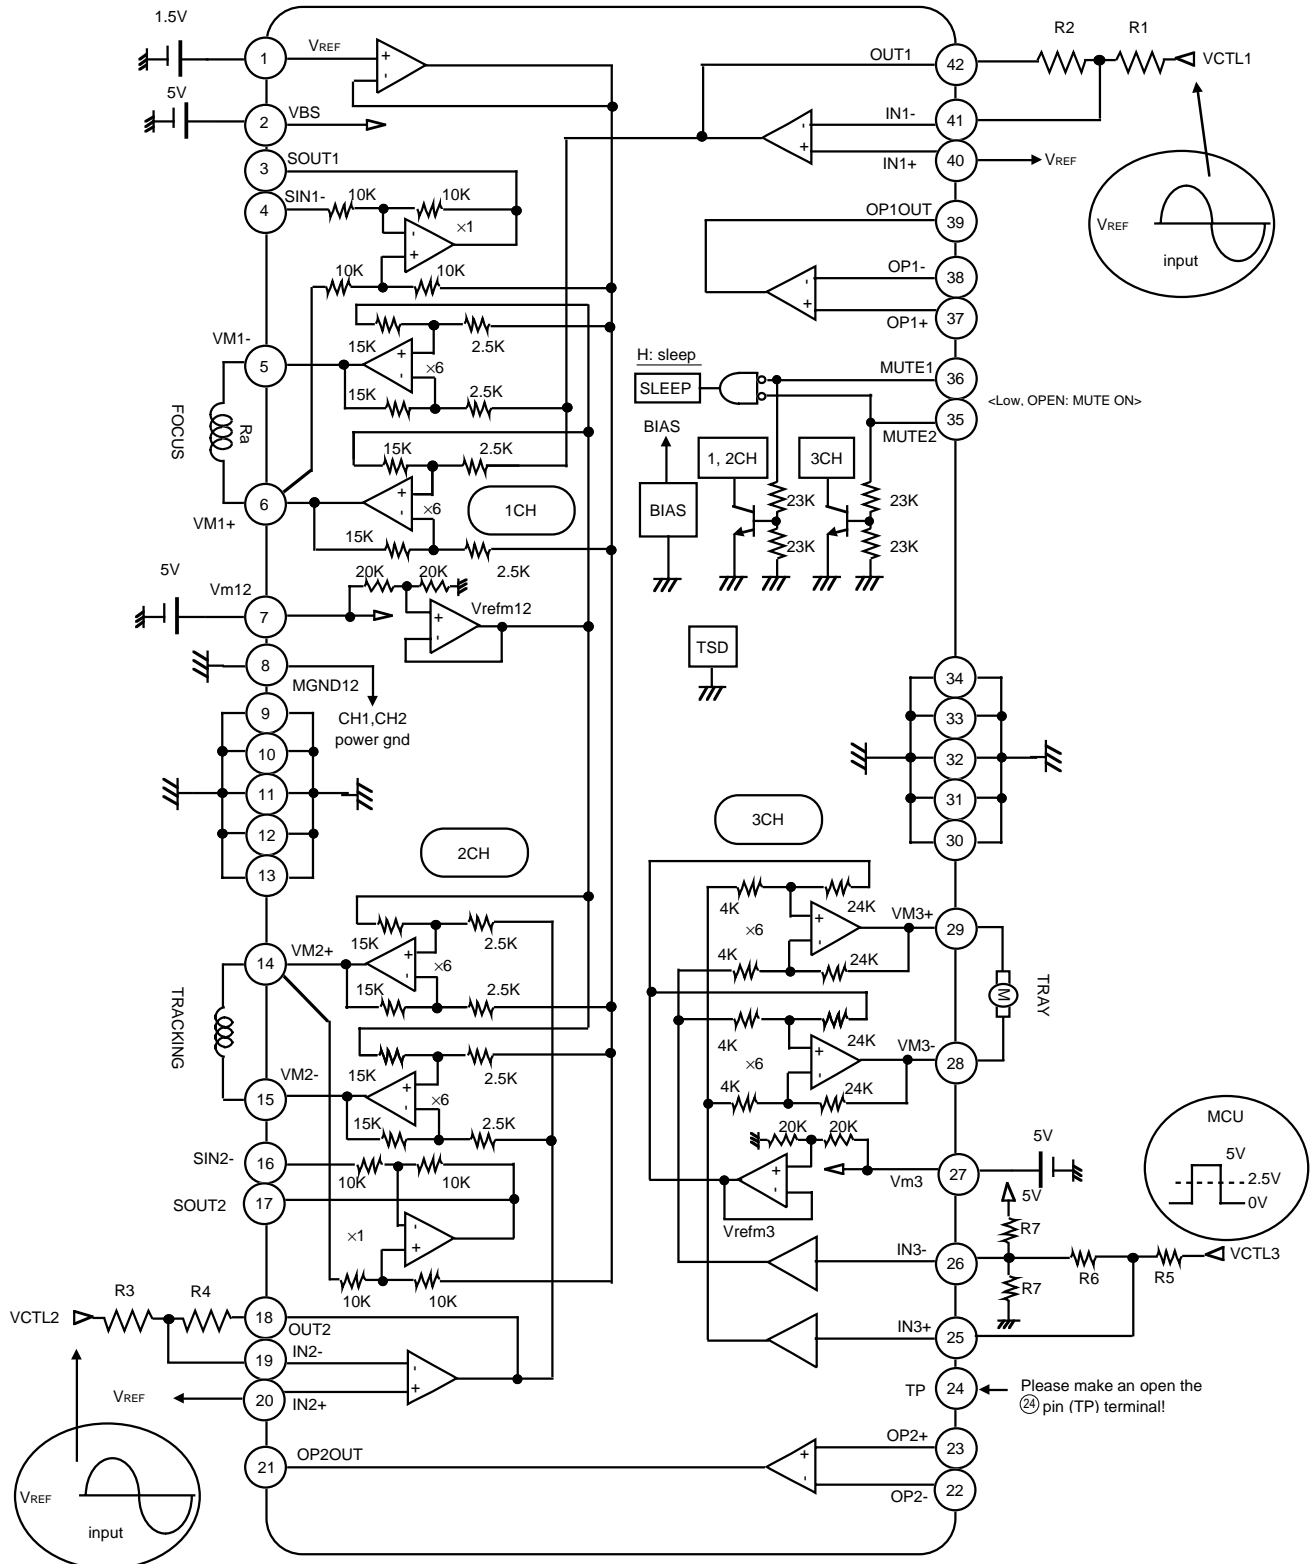 1.5V
1
VREF
+
-
5V
2
VBS
3
SOUT1
4
SIN1-
10K
10K
×1
-
+
10K
10K
VM1-
5
15K
2.5K
+
-
×6
15K
2.5K
FOCUS
Ra
15K
2.5K
+
-
×6
6
VM1+
15K
2.5K
1CH
5V
Vm12
7
20K
20K
+
-
Vrefm12
8
MGND12
CH1,CH2
power gnd
9
10
11
12
13
2CH
14
VM2+
15K
2.5K
+
-
×6
15K
2.5K
TRACKING
15
VM2-
15K
2.5K
+
-
×6
15K
2.5K
SIN2-
16
10K
10K
SOUT2
17
×1
-
+
10K
10K
VCTL2
R3
R4
18
OUT2
19
IN2-
-
+
VREF
20
IN2+
21
OP2OUT
VREF
input
OUT1
42
R2
R1
VCTL1
IN1-
41
-
+
IN1+
40
VREF
VREF
input
OP1OUT
39
OP1-
38
-
+
OP1+
37
H: sleep
SLEEP
MUTE1
36
<Low, OPEN: MUTE ON>
35
MUTE2
BIAS
BIAS
1, 2CH
3CH
23K
23K
23K
23K
TSD
34
33
32
31
30
3CH
4K
24K
+
-
×6
VM3+
29
4K
24K
M
TRAY
4K
24K
+
-
×6
VM3-
28
4K
24K
20K
20K
+
-
Vrefm3
Vm3
27
5V
5V
MCU
5V
2.5V
0V
R7
IN3-
26
R6
R5
VCTL3
R7
IN3+
25
TP
24
Please make an open the
24 pin (TP) terminal!
OP2+
23
+
-
OP2-
22